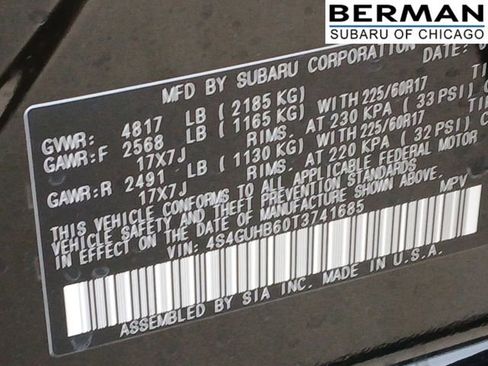 BERMAN
SUBARU OF CHICAGO
MFD BY SUBARU CORPORATION DATE:
GVWR: 4817 LB (2185 KG)
GAWR:F 2568 LB (1165 KG) WITH 225/60R17
17X7J RIMS. AT 230 KPA (33 PSI) COLD
GAWR:R 2491 LB (1130 KG) WITH 225/60R17
17X7J RIMS. AT 220 KPA (32 PSI)
THIS VEHICLE CONFORMS TO ALL APPLICABLE FEDERAL MOTOR
VEHICLE SAFETY AND THEFT PREVENTION STANDARDS
IN EFFECT ON THE DATE OF MANUFACTURE SHOWN ABOVE.
VIN: 4S4GUHB60T3741685 MPV
ASSEMBLED BY SIA INC. MADE IN U.S.A.